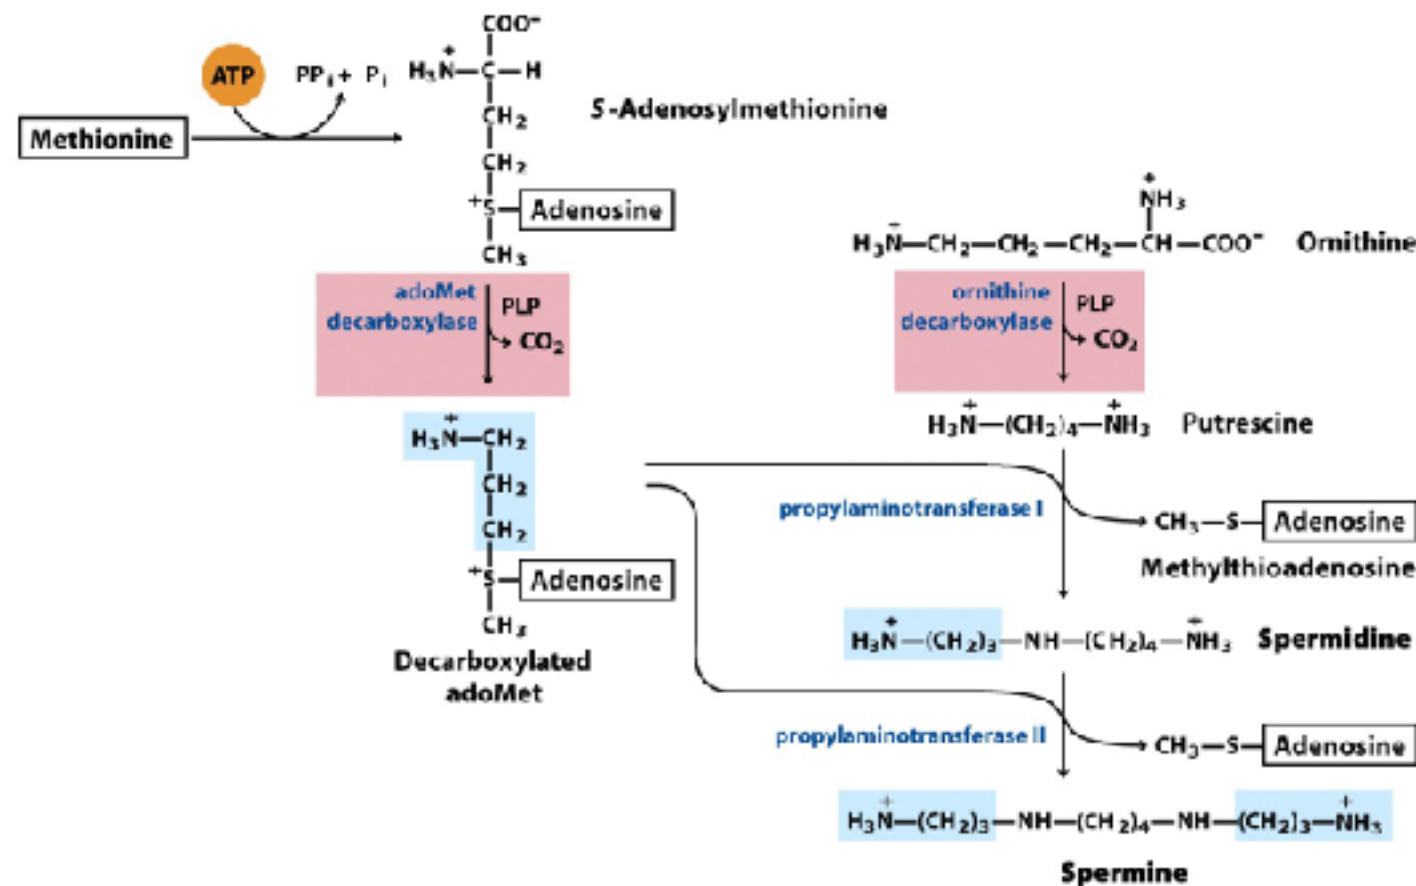 COO⁻
H₃N⁺—C—H
ATP
PPᵢ + Pᵢ
CH₂
S-Adenosylmethionine
Methionine
CH₂
⁺S—Adenosine
CH₃
⁺NH₃
H₃N⁺—CH₂—CH₂—CH₂—CH—COO⁻ Ornithine
adoMet
decarboxylase
PLP
CO₂
ornithine
decarboxylase
PLP
CO₂
H₃N⁺—CH₂
CH₂
CH₂
⁺S—Adenosine
CH₃
Decarboxylated
adoMet
H₃N⁺—(CH₂)₄—⁺NH₃ Putrescine
propylaminotransferase I
CH₃—S—Adenosine
Methylthioadenosine
H₃N⁺—(CH₂)₃—NH—(CH₂)₄—⁺NH₃ Spermidine
propylaminotransferase II
CH₃—S—Adenosine
H₃N⁺—(CH₂)₃—NH—(CH₂)₄—NH—(CH₂)₃—⁺NH₃
Spermine